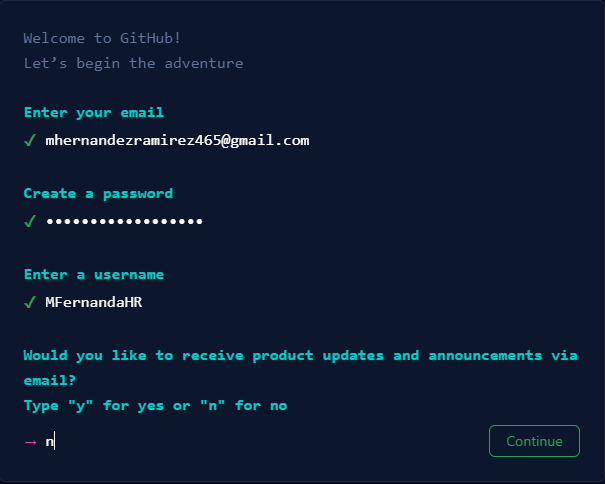 Welcome to GitHub!
Let’s begin the adventure
Enter your email
✓ mhernandezramirez465@gmail.com
Create a password
✓ ••••••••••••••••••
Enter a username
✓ MFernandaHR
Would you like to receive product updates and announcements via
email?
Type "y" for yes or "n" for no
→ n
Continue